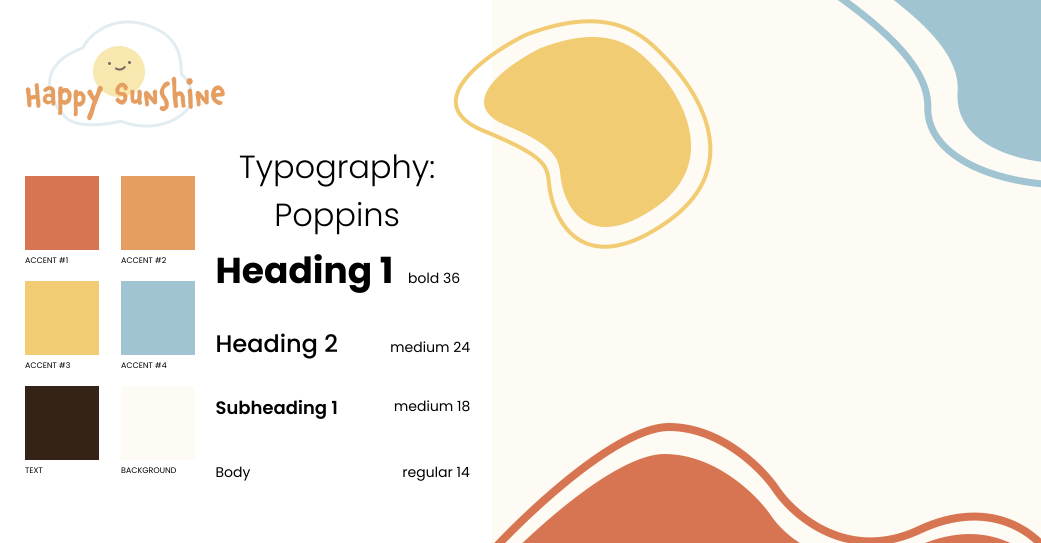 Happy Sunshine
Typography:
Poppins
ACCENT #1
ACCENT #2
Heading 1
bold 36
Heading 2
medium 24
ACCENT #3
ACCENT #4
Subheading 1
medium 18
TEXT
BACKGROUND
Body
regular 14